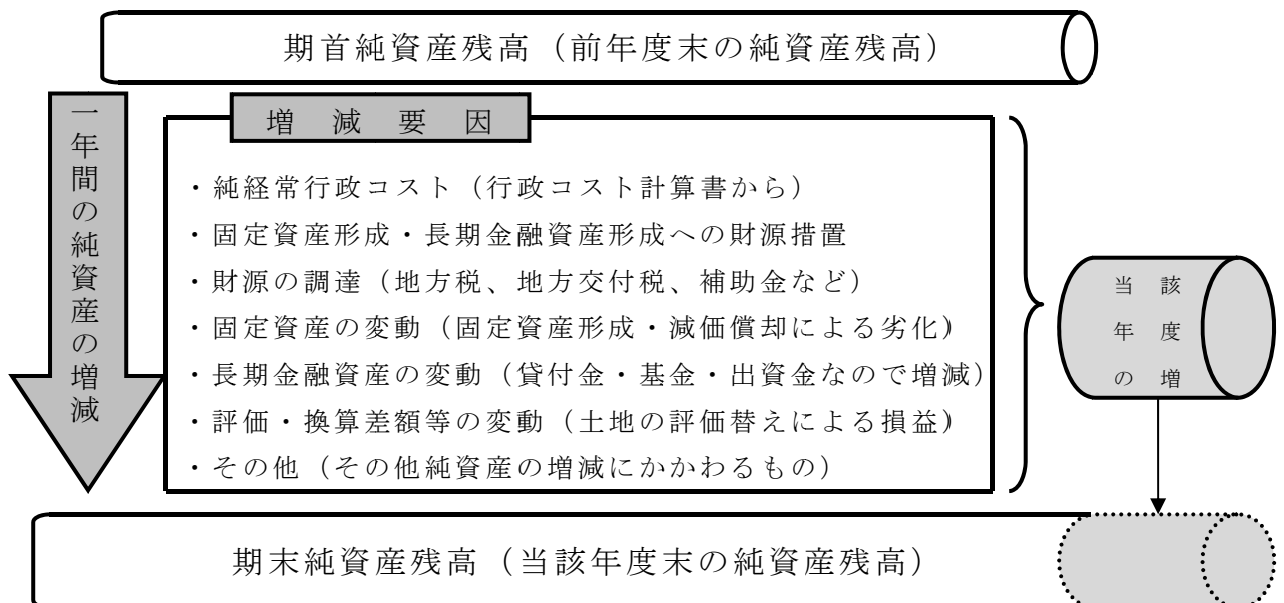 期首純資産残高（前年度末の純資産残高）
一年間の純資産の増減
増減要因
・純経常行政コスト（行政コスト計算書から）
・固定資産形成・長期金融資産形成への財源措置
・財源の調達（地方税、地方交付税、補助金など）
・固定資産の変動（固定資産形成・減価償却による劣化）
・長期金融資産の変動（貸付金・基金・出資金なので増減）
・評価・換算差額等の変動（土地の評価替えによる損益）
・その他（その他純資産の増減にかかわるもの）
当該
年度
の増
期末純資産残高（当該年度末の純資産残高）